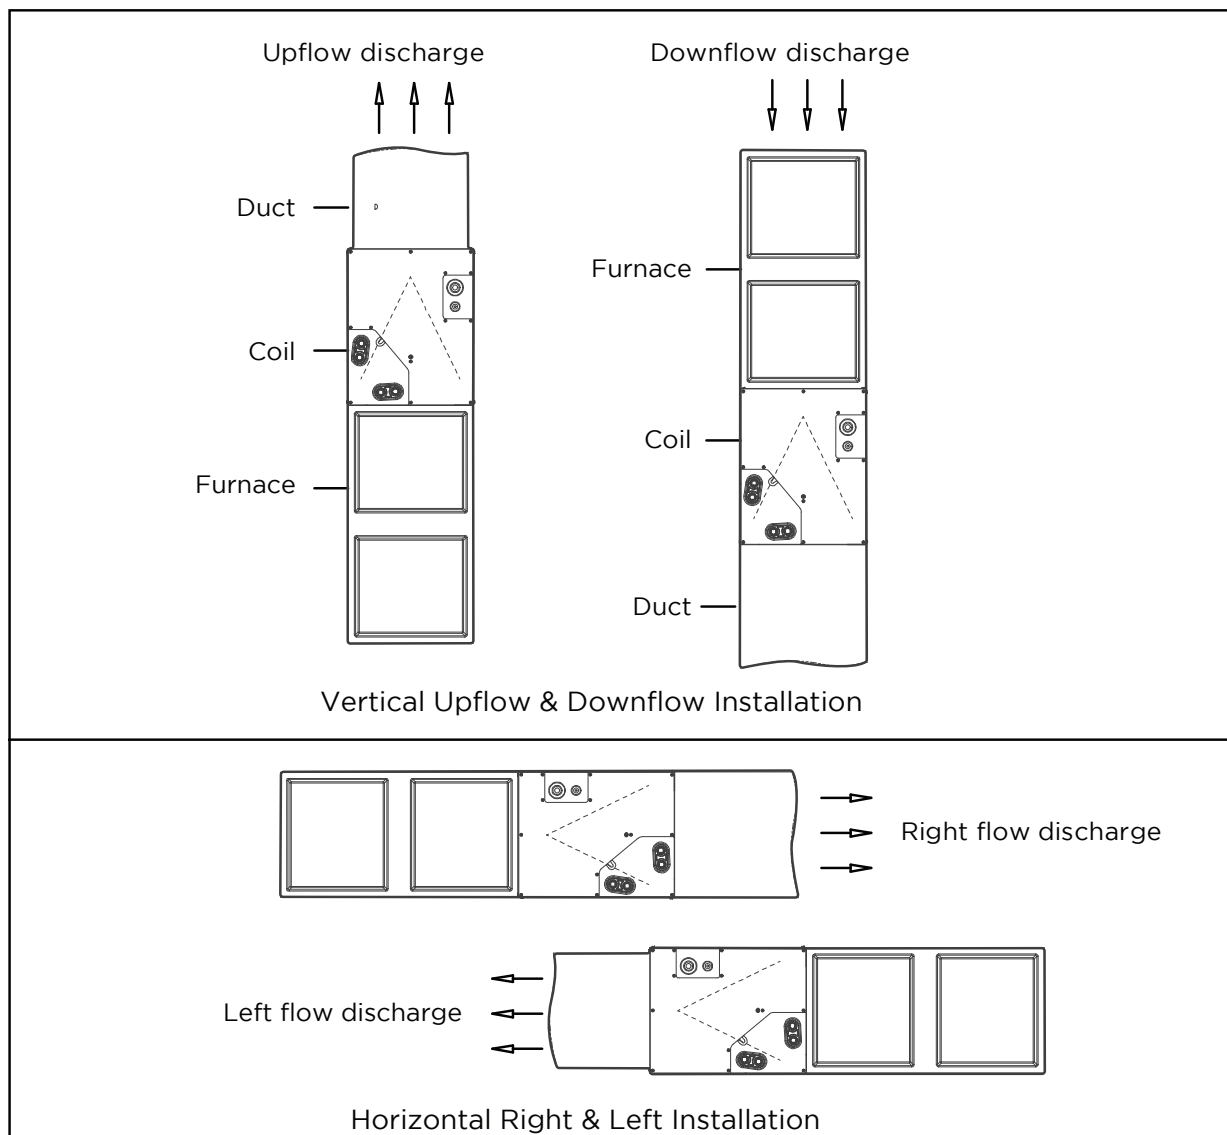 Upflow discharge
Downflow discharge
Duct
Coil
Furnace
Furnace
Coil
Duct
Vertical Upflow & Downflow Installation
Right flow discharge
Left flow discharge
Horizontal Right & Left Installation